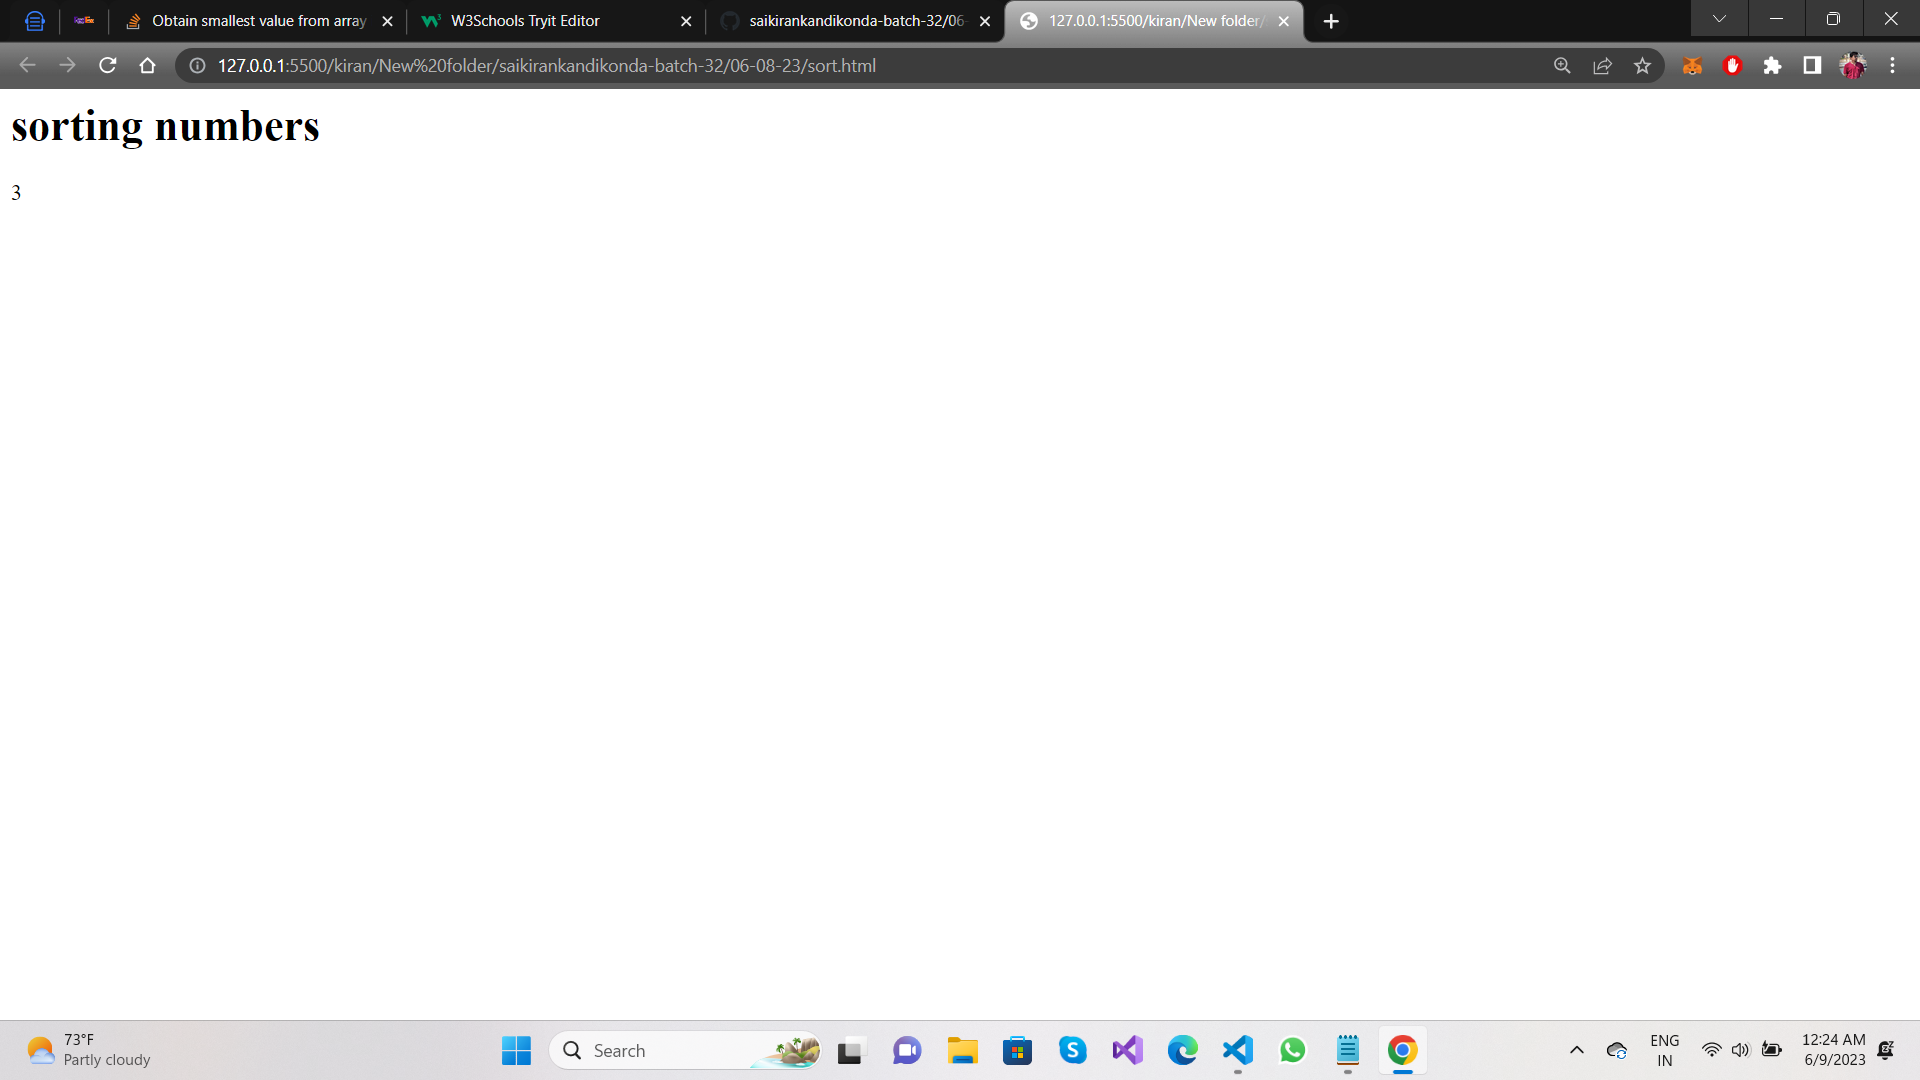 Obtain smallest value from array
W3Schools Tryit Editor
saikirankandikonda-batch-32/06-
127.0.0.1:5500/kiran/New folder/
127.0.0.1:5500/kiran/New%20folder/saikirankandikonda-batch-32/06-08-23/sort.html
sorting numbers
3
73°F
Partly cloudy
Search
ENG
IN
12:24 AM
6/9/2023